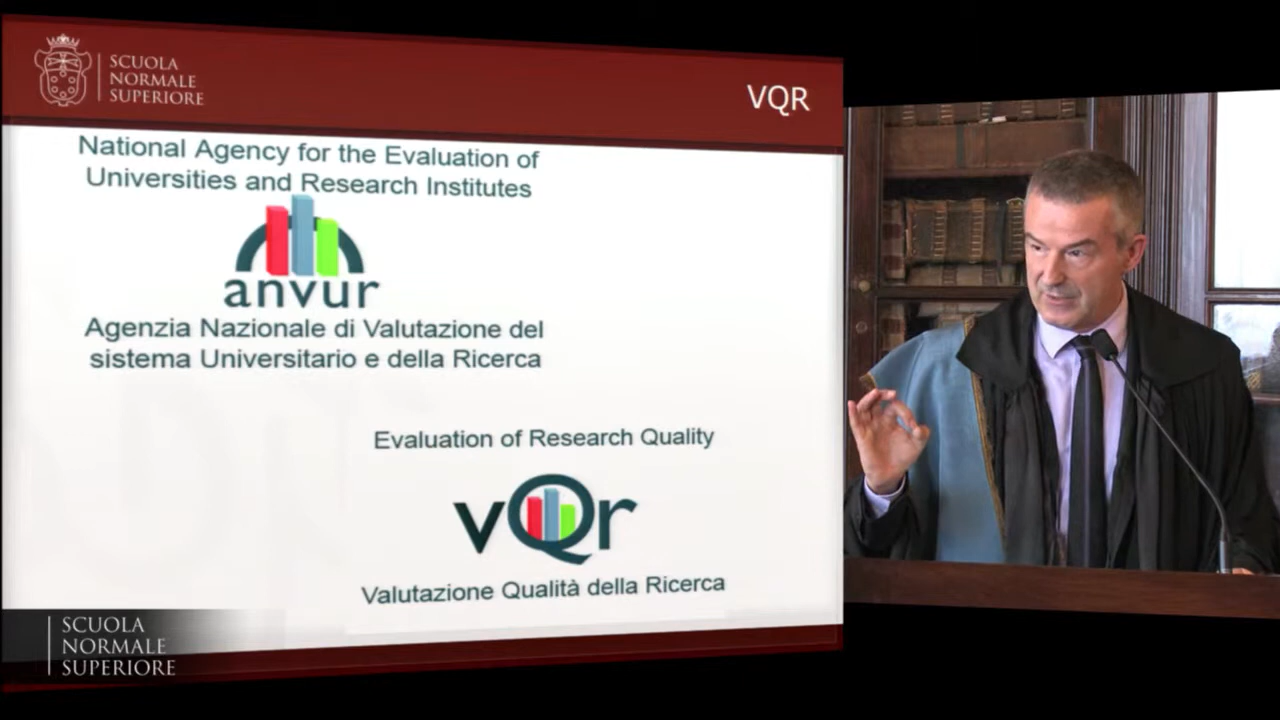 SCUOLA
NORMALE
SUPERIORE
VQR
National Agency for the Evaluation of
Universities and Research Institutes
anvur
Agenzia Nazionale di Valutazione del
sistema Universitario e della Ricerca
Evaluation of Research Quality
vQr
Valutazione Qualità della Ricerca
SCUOLA
NORMALE
SUPERIORE